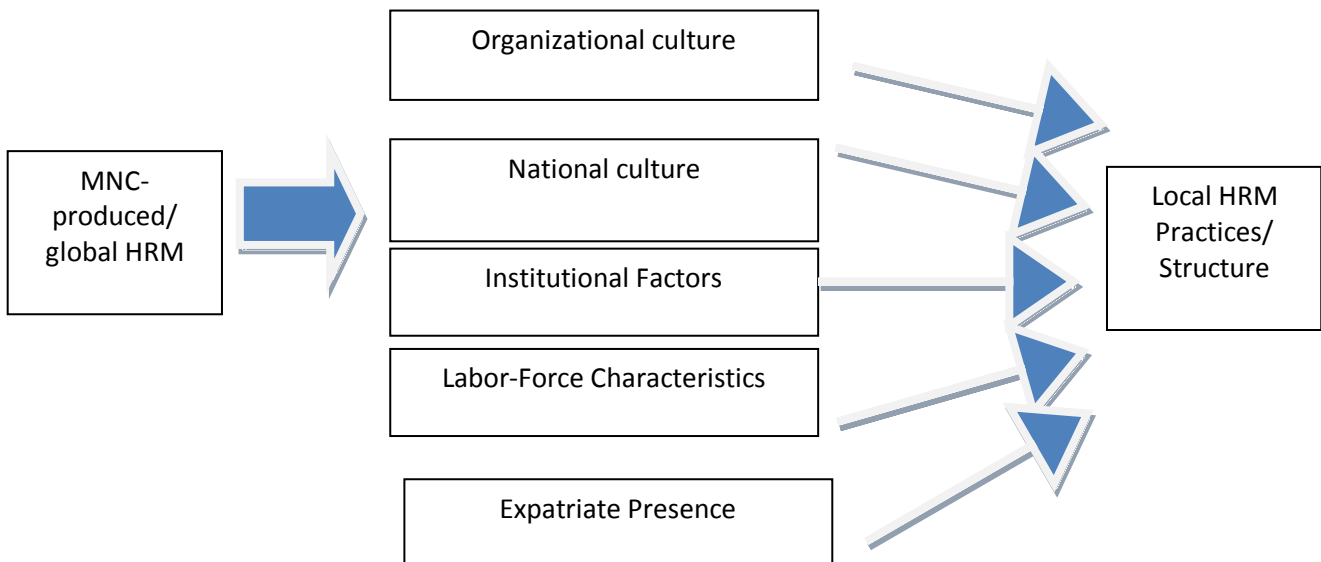 Organizational culture
MNC-
produced/
global HRM
National culture
Institutional Factors
Labor-Force Characteristics
Expatriate Presence
Local HRM
Practices/
Structure